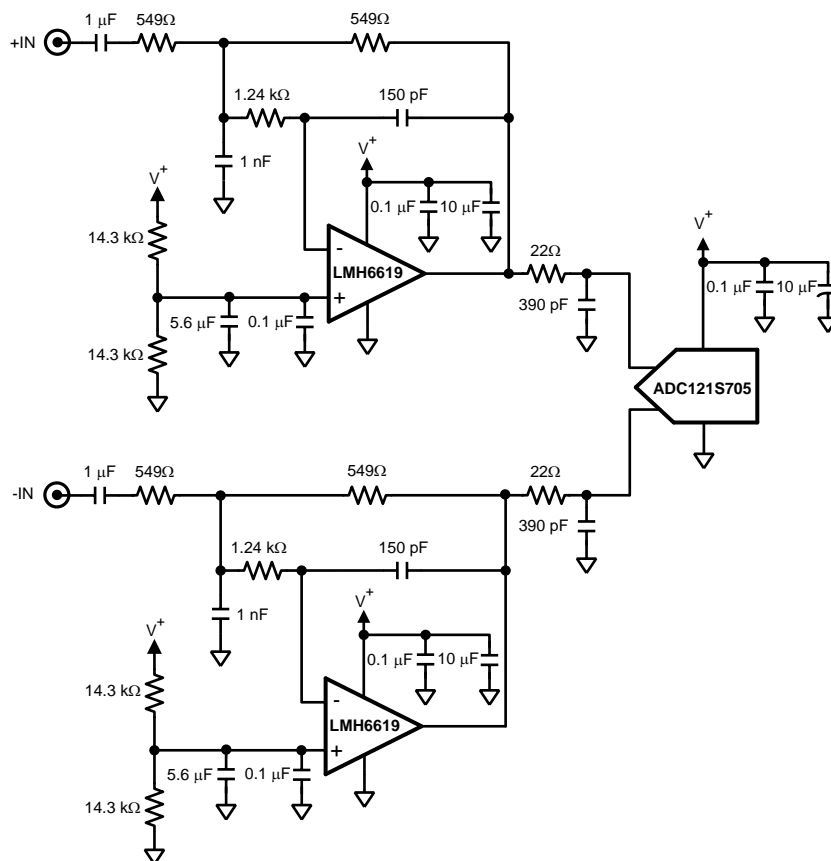 1 μF
549Ω
549Ω
+IN
1.24 kΩ
150 pF
1 nF
V+
V+
0.1 μF
10 μF
14.3 kΩ
-
LMH6619
+
22Ω
V+
0.1 μF
10 μF
390 pF
5.6 μF
0.1 μF
14.3 kΩ
ADC121S705
1 μF
549Ω
549Ω
22Ω
-IN
390 pF
1.24 kΩ
150 pF
1 nF
V+
V+
0.1 μF
10 μF
14.3 kΩ
-
LMH6619
+
5.6 μF
0.1 μF
14.3 kΩ